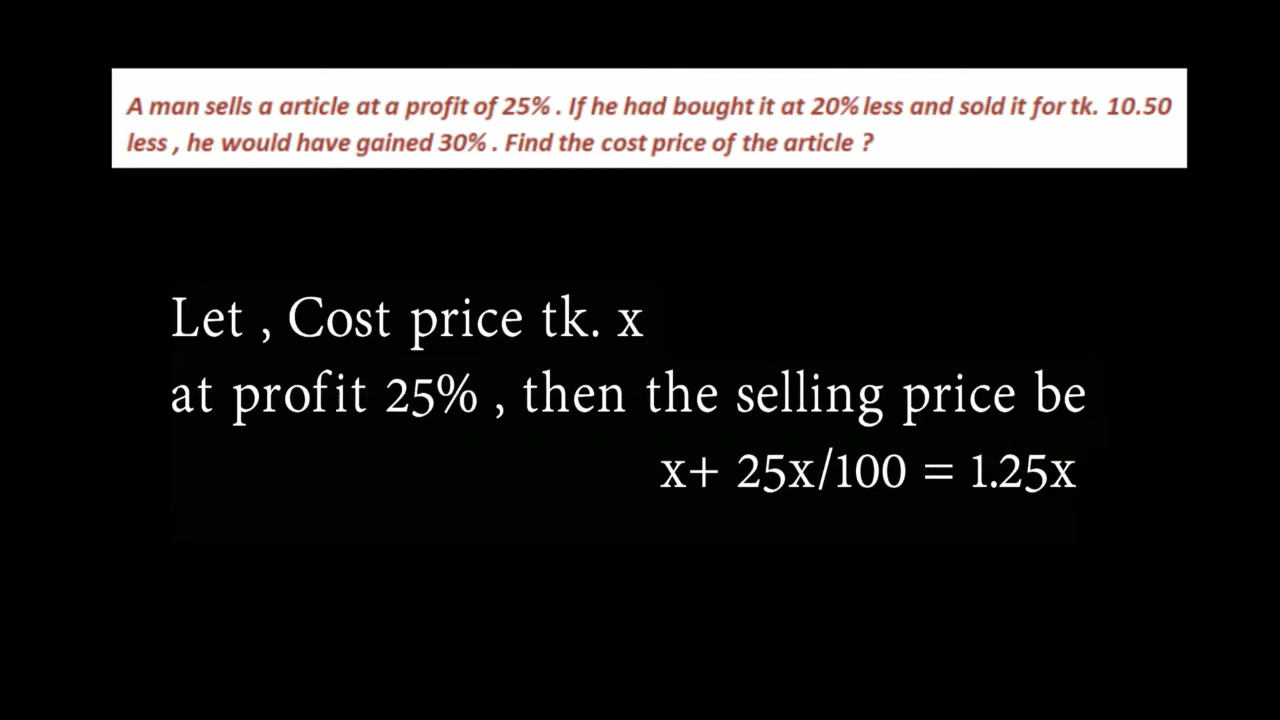 A man sells a article at a profit of 25% . If he had bought it at 20% less and sold it for tk. 10.50
less , he would have gained 30% . Find the cost price of the article ?
Let , Cost price tk. x
at profit 25% , then the selling price be
x+ 25x/100 = 1.25x